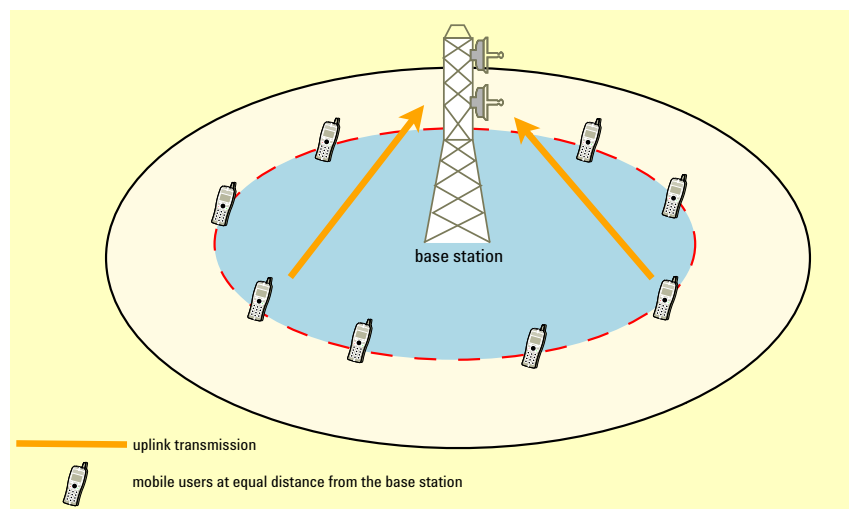 base station
uplink transmission
mobile users at equal distance from the base station